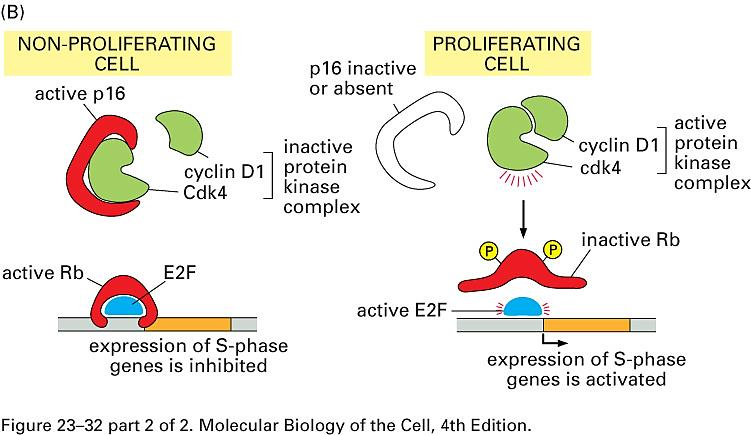 (B)
NON-PROLIFERATING
CELL
active p16
cyclin D1
Cdk4
inactive
protein
kinase
complex
active Rb
E2F
expression of S-phase
genes is inhibited
PROLIFERATING
CELL
p16 inactive
or absent
cyclin D1
cdk4
active
protein
kinase
complex
P
P
inactive Rb
active E2F
expression of S-phase
genes is activated
Figure 23–32 part 2 of 2. Molecular Biology of the Cell, 4th Edition.